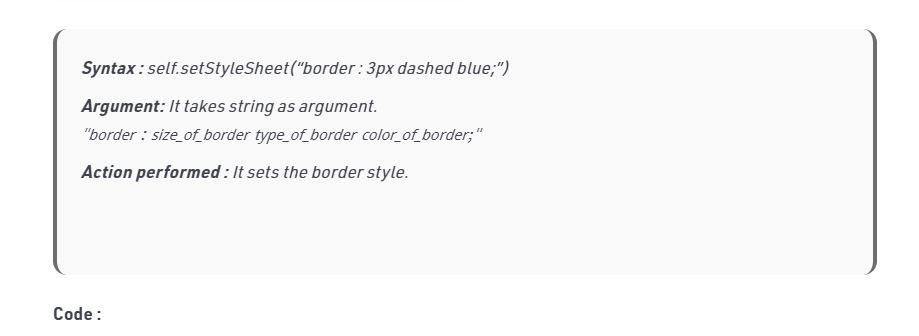 Syntax : self.setStyleSheet(“border : 3px dashed blue;”)
Argument: It takes string as argument.
"border : size_of_border type_of_border color_of_border; "
Action performed : It sets the border style.
Code :